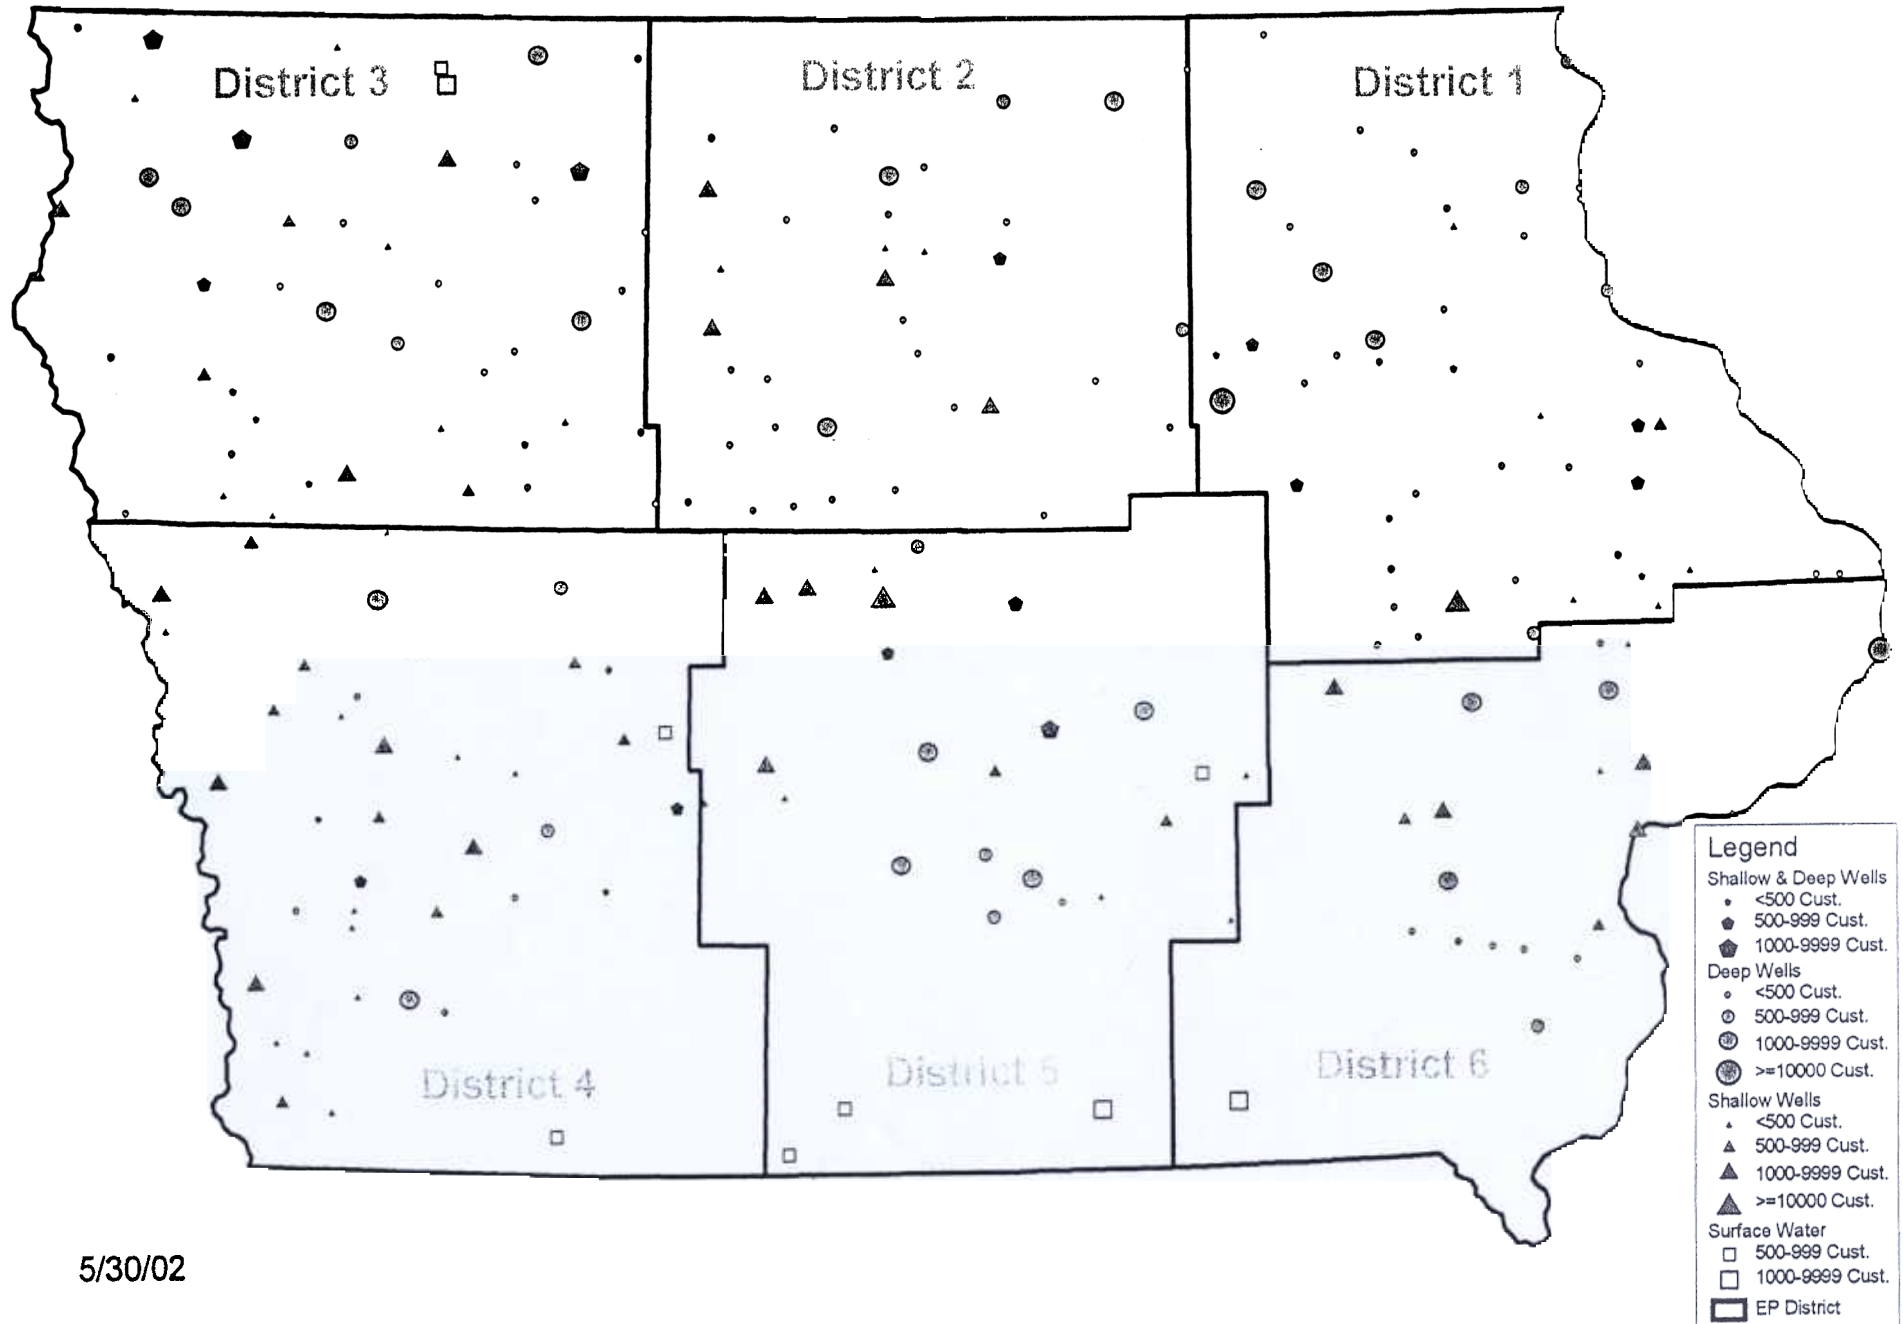 District 3
District 2
District 1
District 4
District 5
District 6
Legend
Shallow & Deep Wells
<500 Cust.
500-999 Cust.
1000-9999 Cust.
Deep Wells
<500 Cust.
500-999 Cust.
1000-9999 Cust.
>=10000 Cust.
Shallow Wells
<500 Cust.
500-999 Cust.
1000-9999 Cust.
>=10000 Cust.
Surface Water
500-999 Cust.
1000-9999 Cust.
EP District
5/30/02